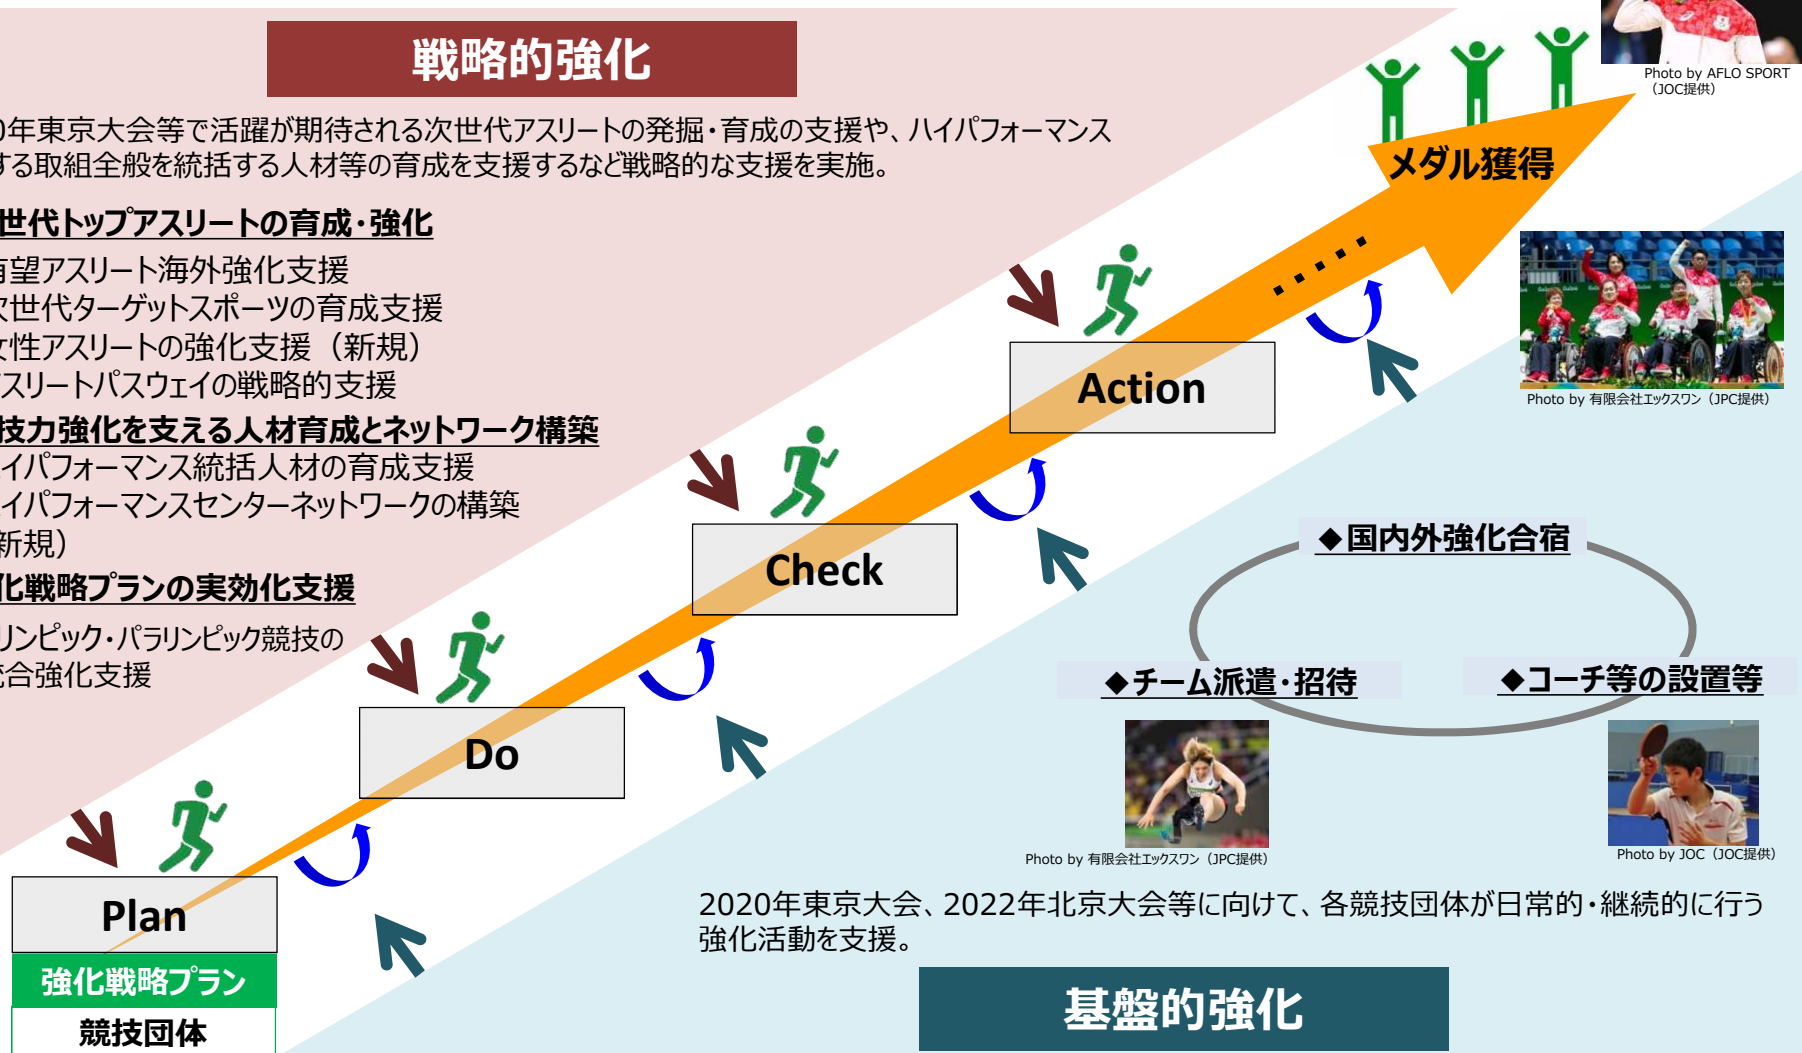 戦略的強化
0年東京大会等で活躍が期待される次世代アスリートの発掘・育成の支援や、ハイパフォーマンス
する取組全般を統括する人材等の育成を支援するなど戦略的な支援を実施。
世代トップアスリートの育成・強化
有望アスリート海外強化支援
次世代ターゲットスポーツの育成支援
女性アスリートの強化支援（新規）
アスリートパスウェイの戦略的支援
技力強化を支える人材育成とネットワーク構築
イパフォーマンス統括人材の育成支援
イパフォーマンスセンターネットワークの構築
新規）
化戦略プランの実効化支援
リンピック・パラリンピック競技の
統合強化支援
Photo by AFLO SPORT
（JOC提供）
メダル獲得
・・・・・
Photo by 有限会社エックスワン（JPC提供）
Action
Check
Do
Plan
強化戦略プラン
競技団体
◆国内外強化合宿
◆チーム派遣・招待
◆コーチ等の設置等
Photo by 有限会社エックスワン（JPC提供）
Photo by JOC（JOC提供）
2020年東京大会、2022年北京大会等に向けて、各競技団体が日常的・継続的に行う
強化活動を支援。
基盤的強化